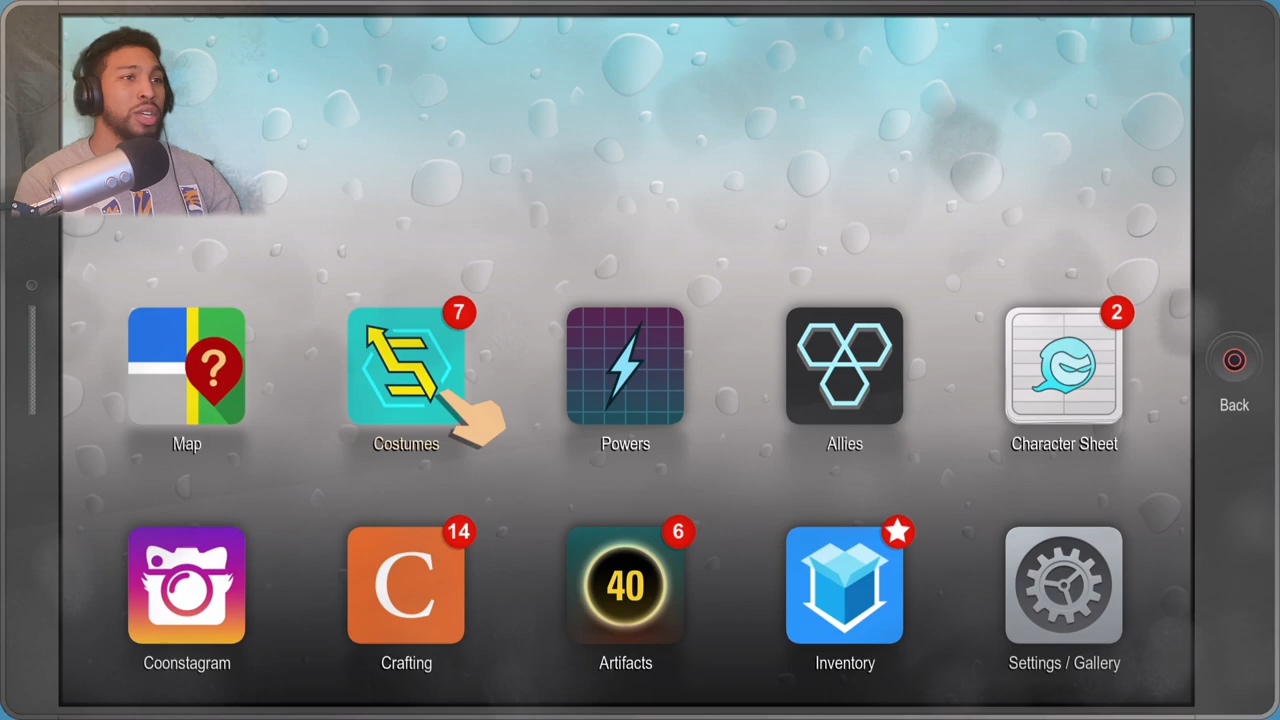 7
2
?
Map
Costumes
Powers
Allies
Character Sheet
Back
14
6
C
40
Coonstagram
Crafting
Artifacts
Inventory
Settings / Gallery